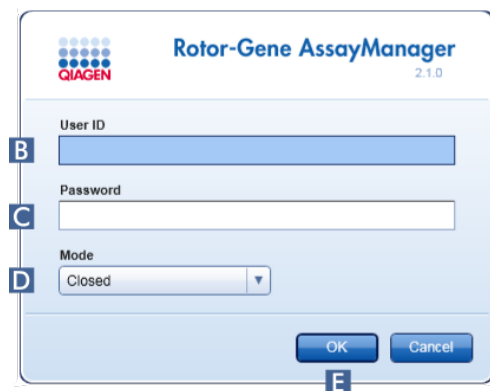 Rotor-Gene AssayManager
QIAGEN
2.1.0
User ID
B
Password
C
Mode
D Closed
OK Cancel
E